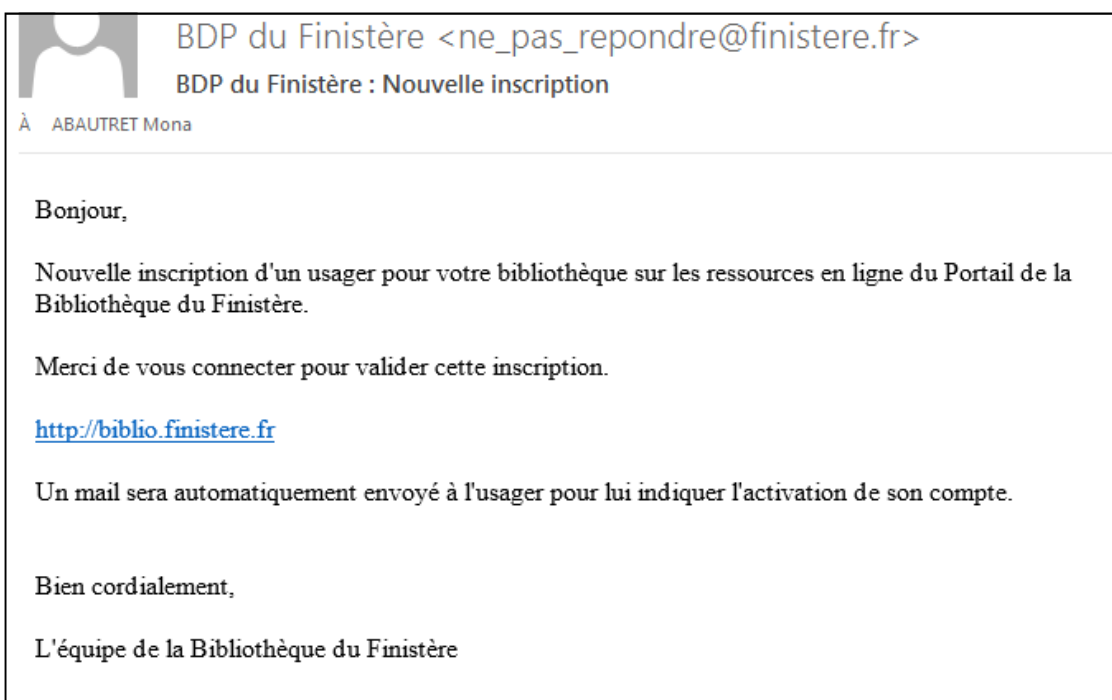 BDP du Finistère <ne_pas_repondre@finistere.fr>
BDP du Finistère : Nouvelle inscription
À ABAUTRET Mona
Bonjour,
Nouvelle inscription d'un usager pour votre bibliothèque sur les ressources en ligne du Portail de la
Bibliothèque du Finistère.
Merci de vous connecter pour valider cette inscription.
http://biblio.finistere.fr
Un mail sera automatiquement envoyé à l'usager pour lui indiquer l'activation de son compte.
Bien cordialement,
L'équipe de la Bibliothèque du Finistère